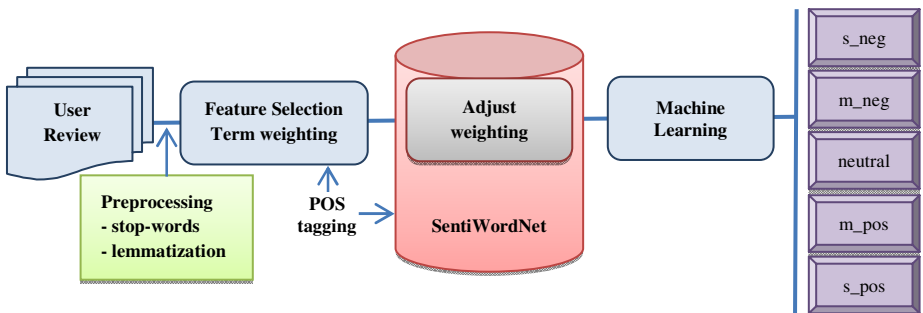 User
Review
Preprocessing
- stop-words
- lemmatization
Feature Selection
Term weighting
POS
tagging
Adjust
weighting
SentiWordNet
Machine
Learning
s_neg
m_neg
neutral
m_pos
s_pos